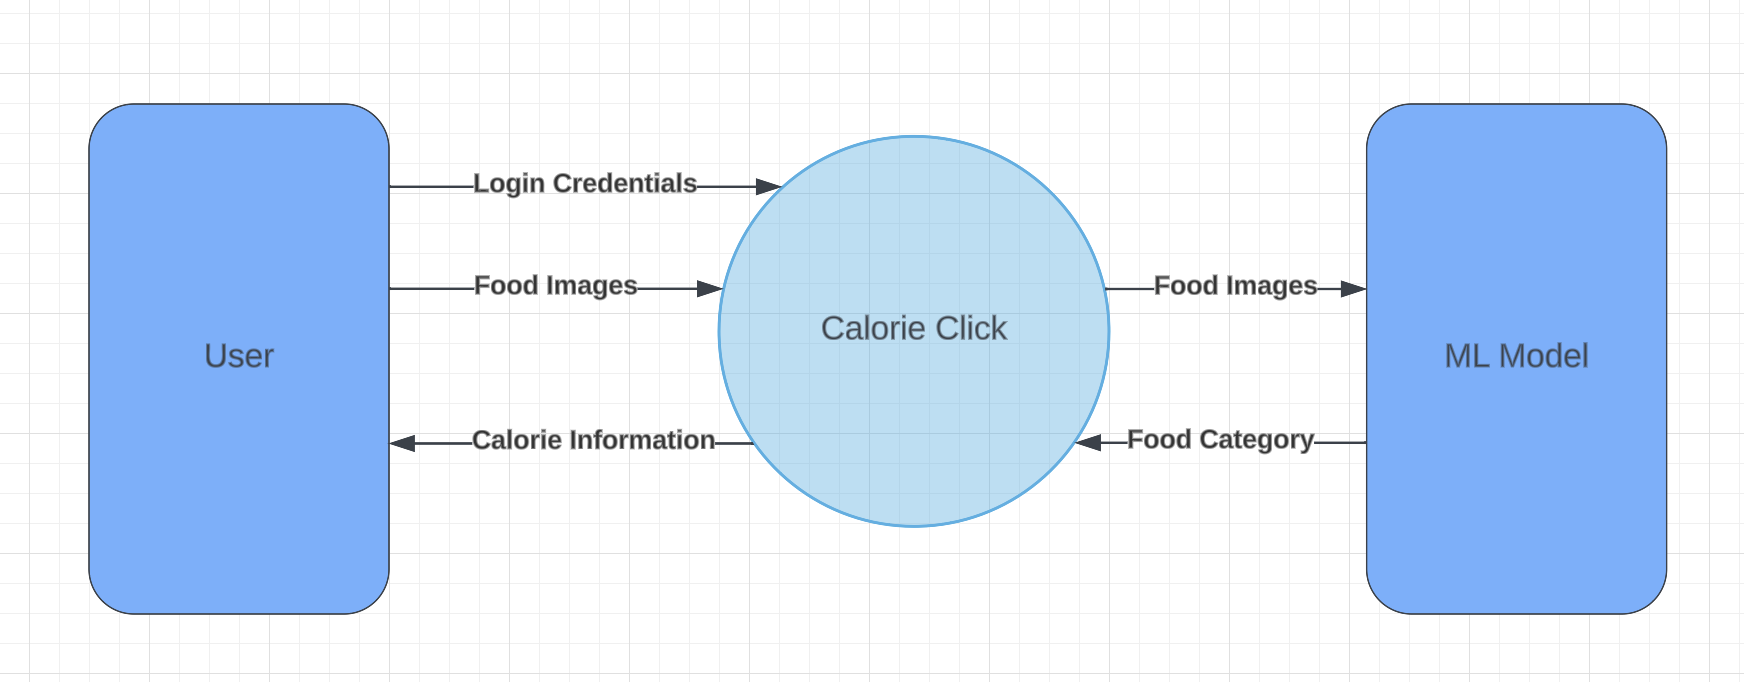 Login Credentials
Food Images
Food Images
Calorie Click
User
ML Model
Calorie Information
Food Category